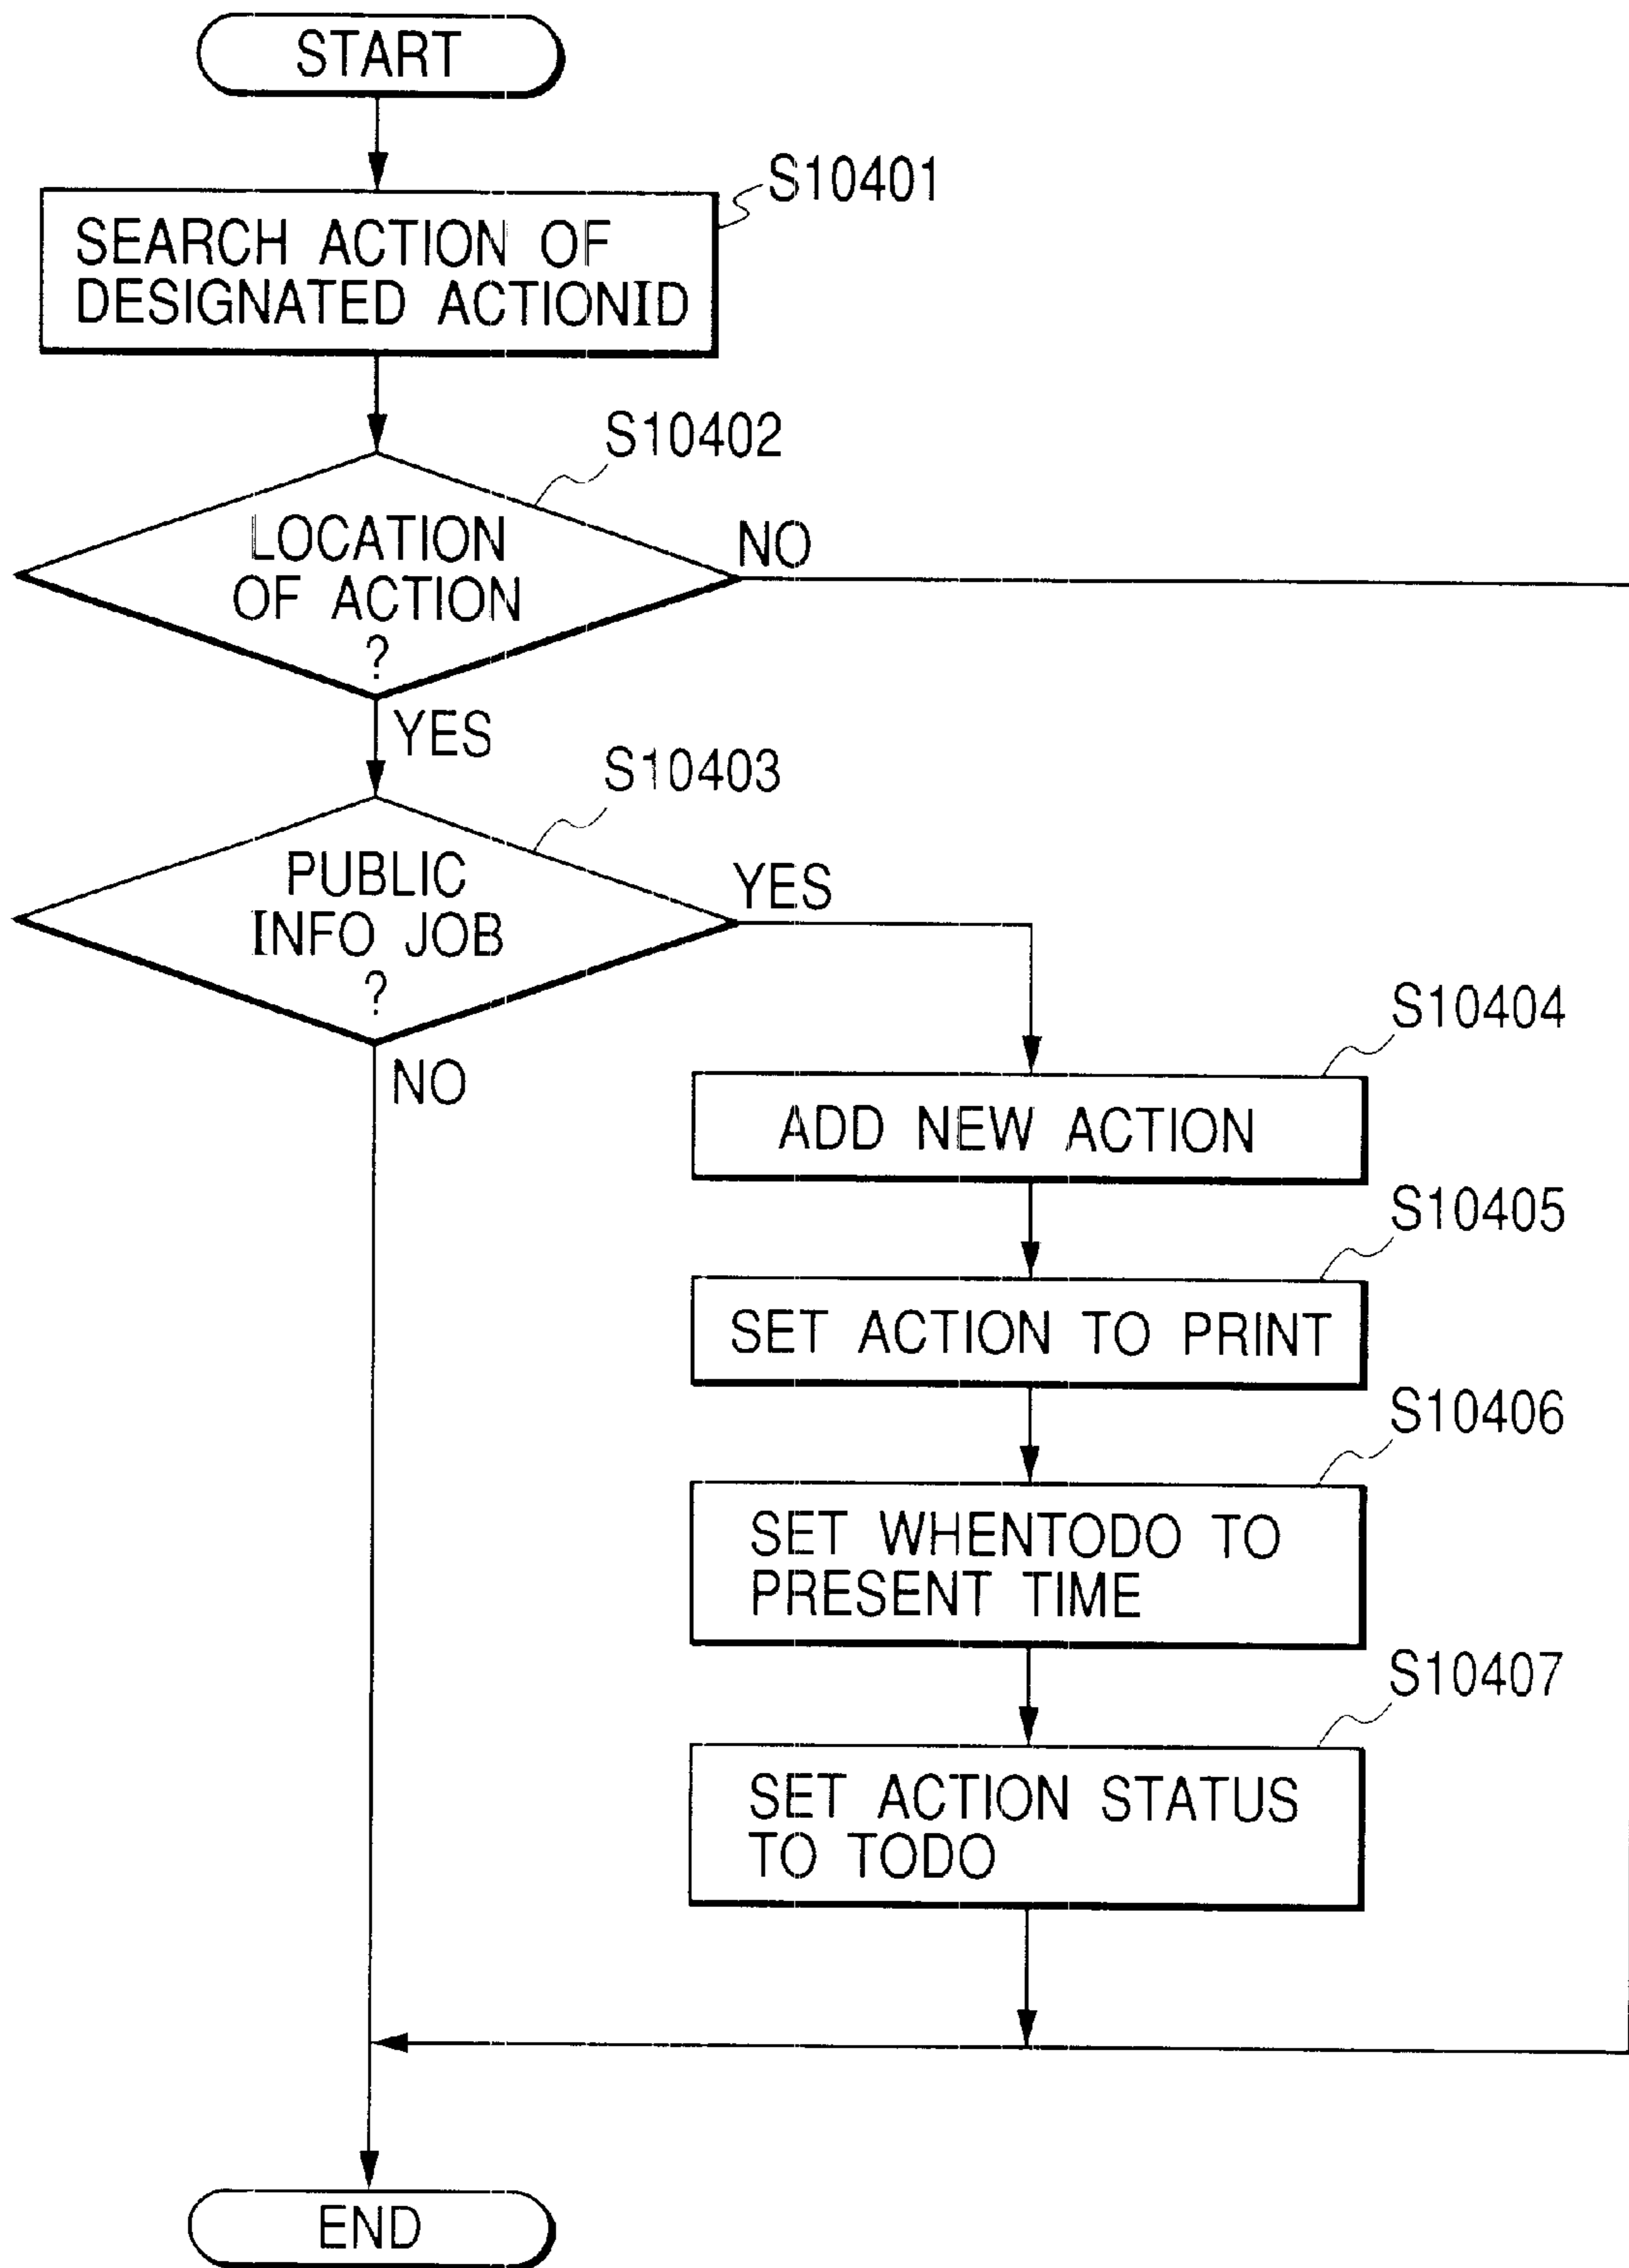 START
S10401
SEARCH ACTION OF
DESIGNATED ACTIONID
S10402
LOCATION
OF ACTION
?
NO
YES
S10403
PUBLIC
INFO JOB
?
YES
NO
S10404
ADD NEW ACTION
S10405
SET ACTION TO PRINT
S10406
SET WHENTODO TO
PRESENT TIME
S10407
SET ACTION STATUS
TO TODO
END